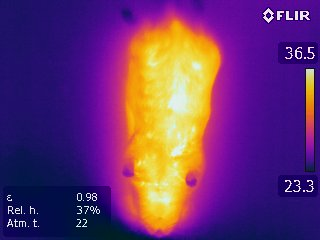 FLIR
36.5
23.3
ε 0.98
Rel. h. 37%
Atm. t. 22